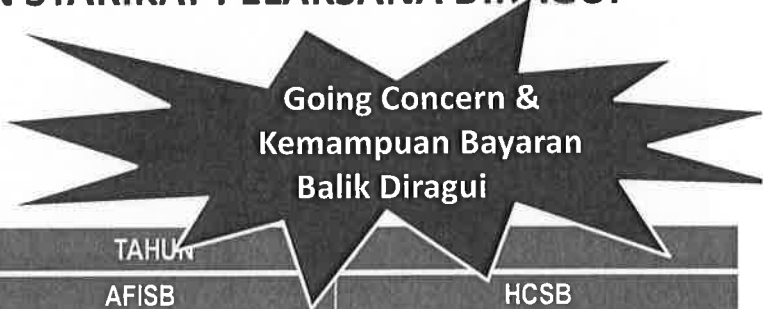 Going Concern &
Kemampuan Bayaran
Balik Diragui
TAHUN
AFISB HCSB